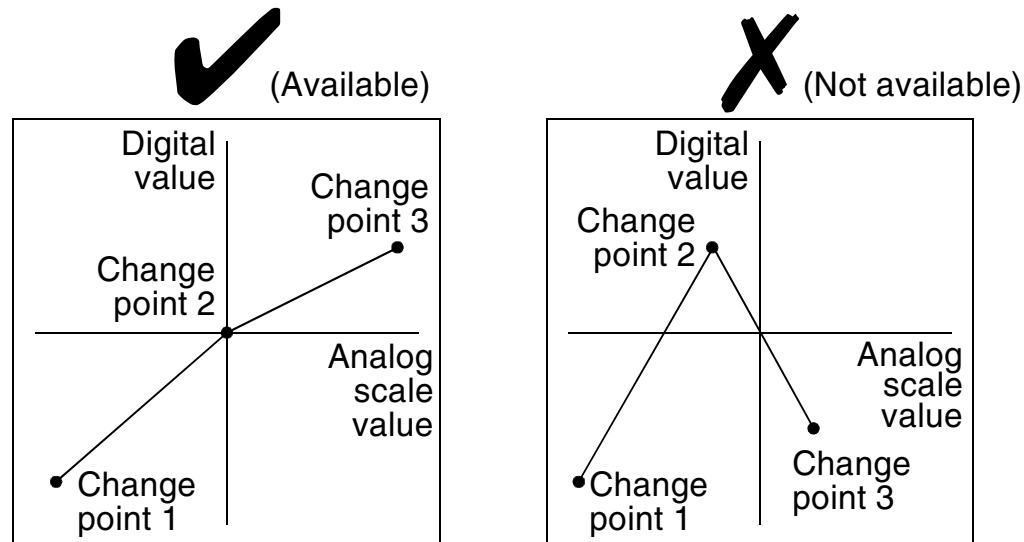 (Available)
Digital
value
Change
point 3
Change
point 2
Analog
scale
value
Change
point 1
(Not available)
Digital
value
Change
point 2
Analog
scale
value
Change
point 3
Change
point 1